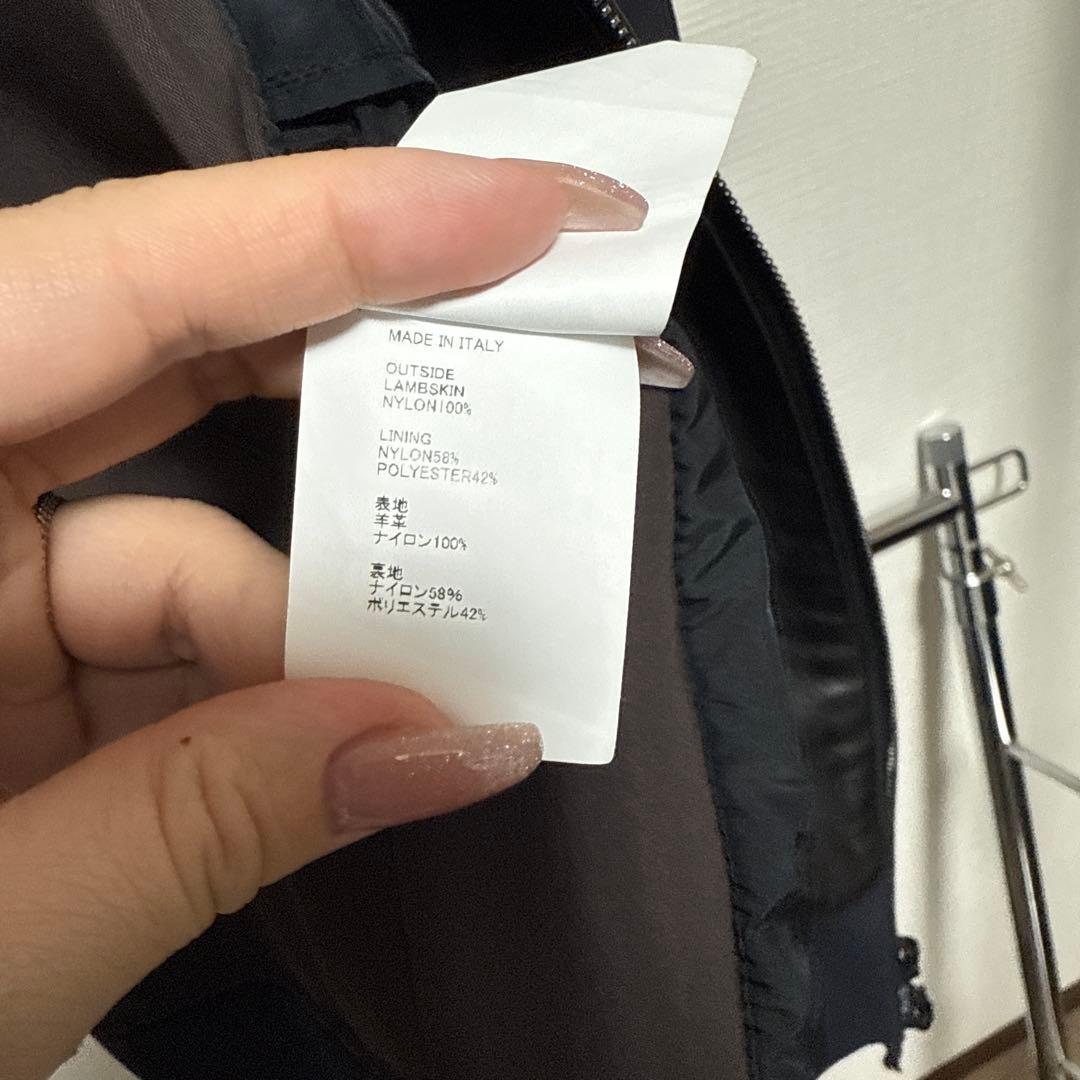 MADE IN ITALY
OUTSIDE
LAMBSKIN
NYLON100%
LINING
NYLON58%
POLYESTER42%
表地
羊革
ナイロン100%
裏地
ナイロン58%
ポリエステル42%